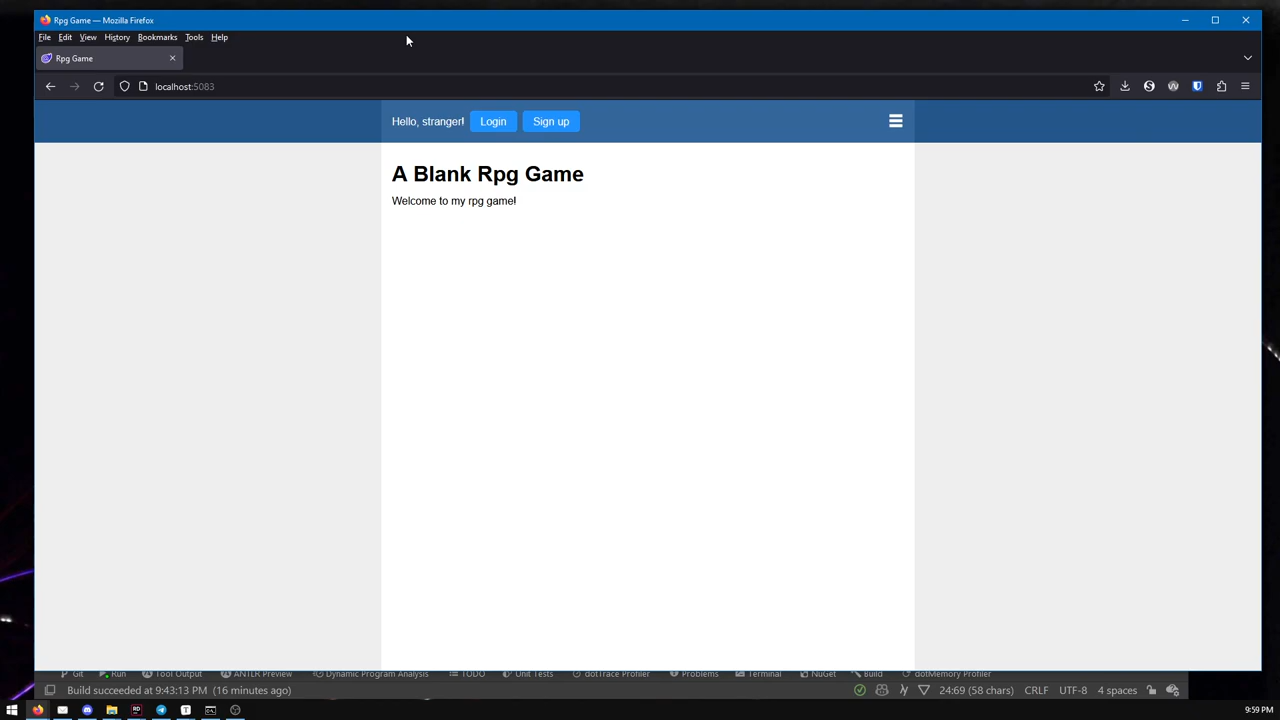 Rpg Game — Mozilla Firefox
File Edit View History Bookmarks Tools Help
Rpg Game
localhost:5083
Hello, stranger! Login Sign up
A Blank Rpg Game
Welcome to my rpg game!
Git Run Tool Output ANTLR Preview Dynamic Program Analysis TODO Unit Tests dotTrace Profiler Problems Terminal NuGet Build dotMemory Profiler
Build succeeded at 9:43:13 PM (16 minutes ago) 24:69 (58 chars) CRLF UTF-8 4 spaces
9:59 PM